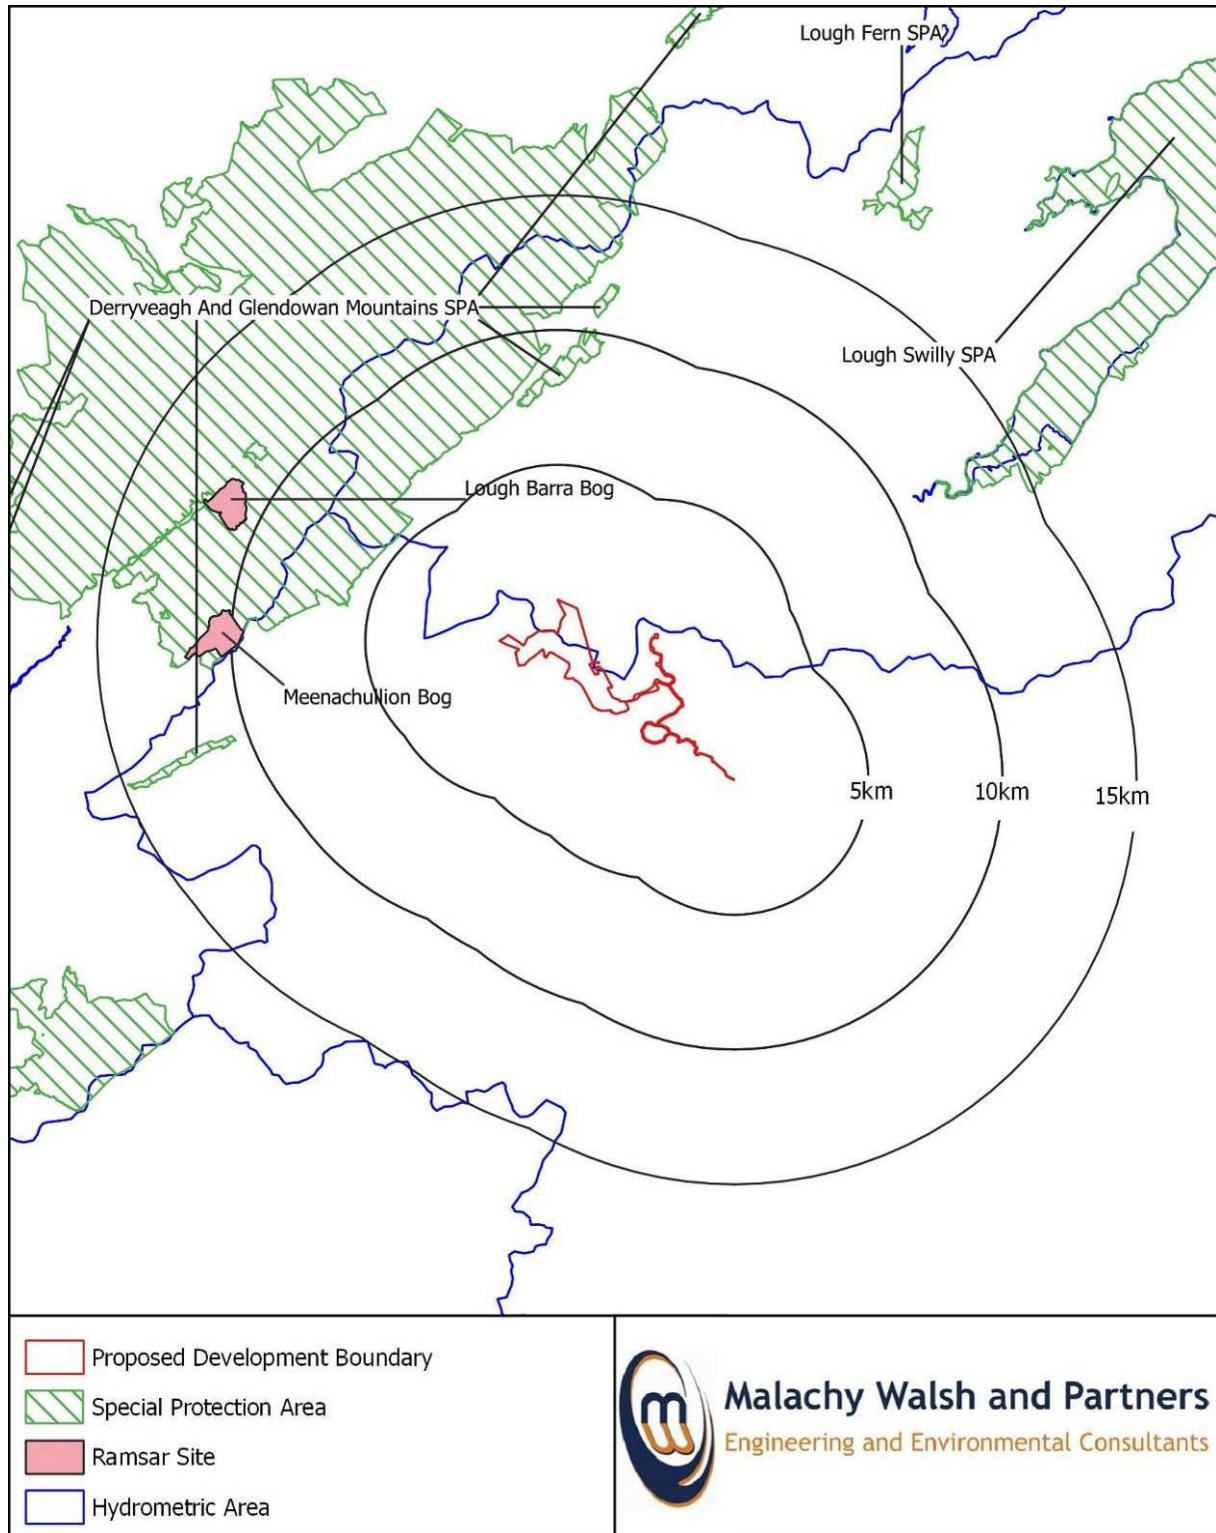 Lough Fern SPA
Derryveagh And Glendowan Mountains SPA
Lough Swilly SPA
Lough Barra Bog
Meenachullion Bog
5km
10km
15km
Proposed Development Boundary
Special Protection Area
Ramsar Site
Hydrometric Area
Malachy Walsh and Partners
Engineering and Environmental Consultants